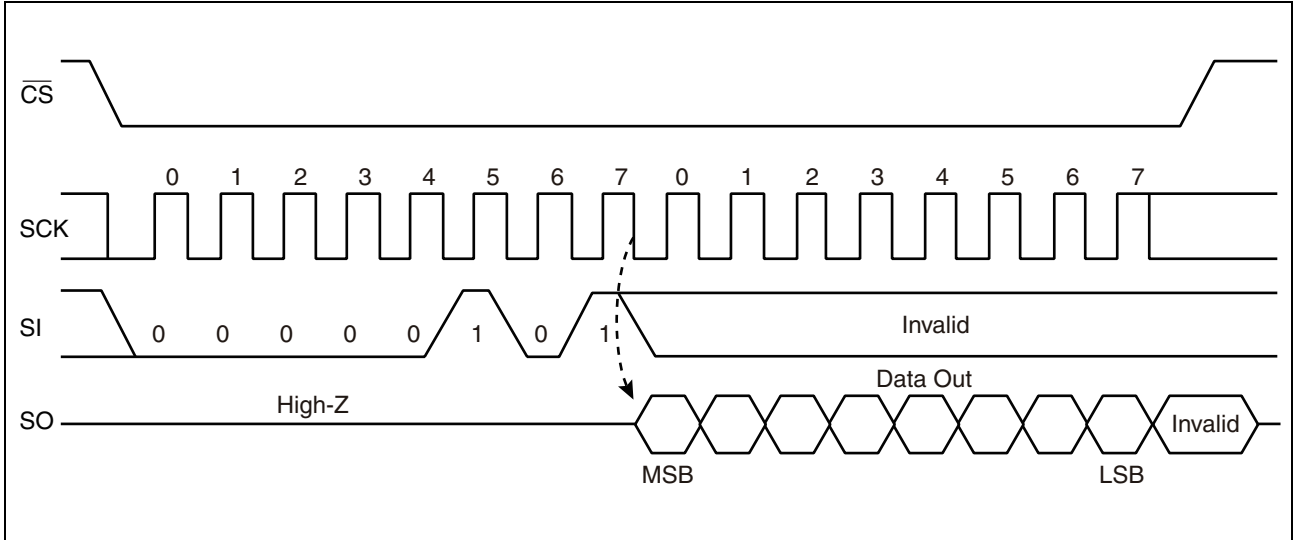 CS
0 1 2 3 4 5 6 7 0 1 2 3 4 5 6 7
SCK
SI 0 0 0 0 0 1 0 1 Invalid
Data Out
High-Z
SO Invalid
MSB LSB